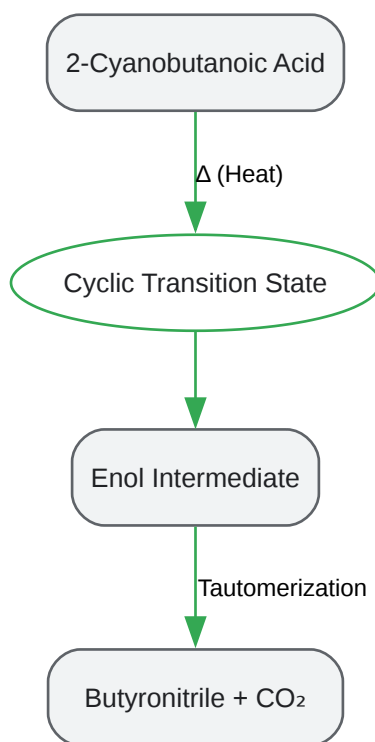 2-Cyanobutanoic Acid
Δ (Heat)
Cyclic Transition State
Enol Intermediate
Tautomerization
Butyronitrile + CO₂